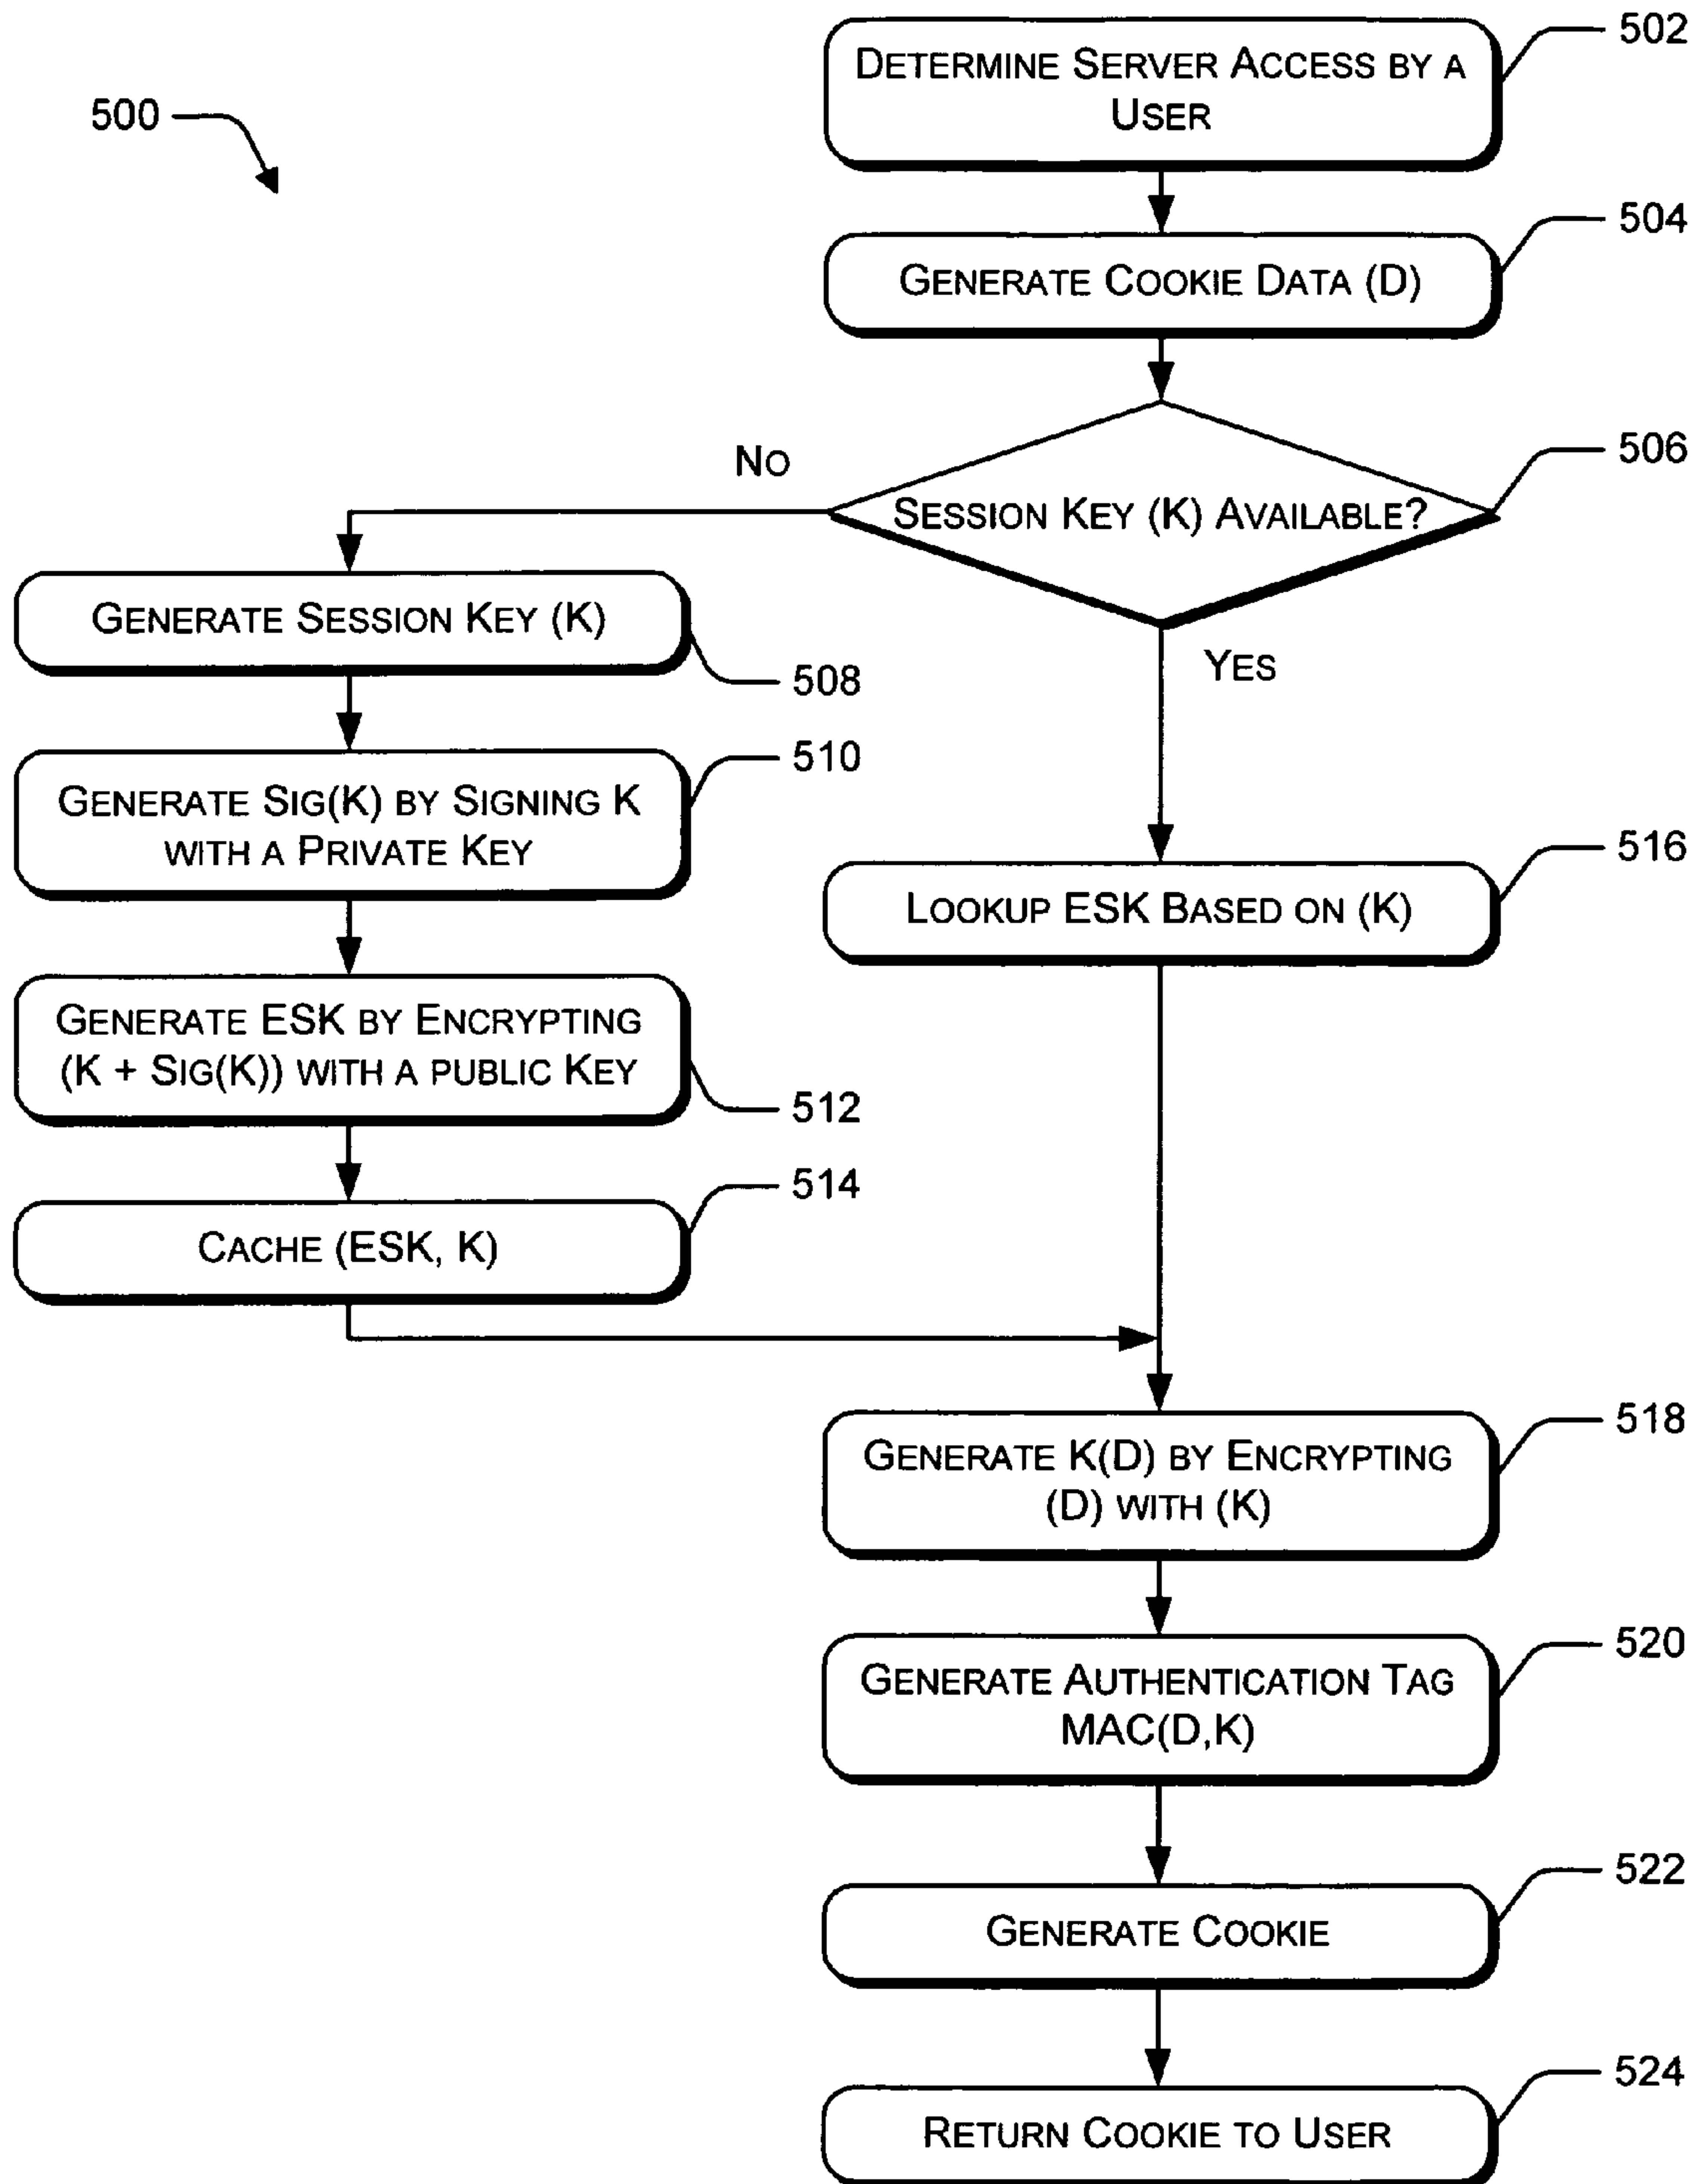 502
DETERMINE SERVER ACCESS BY A
USER
500
504
GENERATE COOKIE DATA (D)
506
NO
SESSION KEY (K) AVAILABLE?
GENERATE SESSION KEY (K)
508
YES
510
GENERATE SIG(K) BY SIGNING K
WITH A PRIVATE KEY
516
LOOKUP ESK BASED ON (K)
GENERATE ESK BY ENCRYPTING
(K + SIG(K)) WITH A PUBLIC KEY
512
514
CACHE (ESK, K)
518
GENERATE K(D) BY ENCRYPTING
(D) WITH (K)
520
GENERATE AUTHENTICATION TAG
MAC(D,K)
522
GENERATE COOKIE
524
RETURN COOKIE TO USER